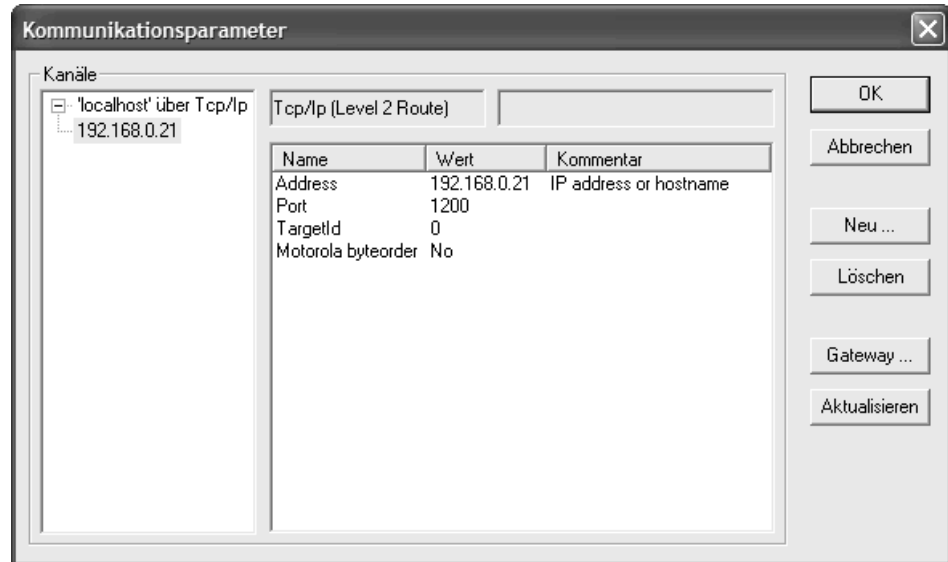 Kommunikationsparameter
Kanäle
'localhost' über Tcp/Ip
192.168.0.21
Tcp/Ip (Level 2 Route)
Name Wert Kommentar
Address 192.168.0.21 IP address or hostname
Port 1200
TargetId 0
Motorola byteorder No
OK
Abbrechen
Neu ...
Löschen
Gateway ...
Aktualisieren